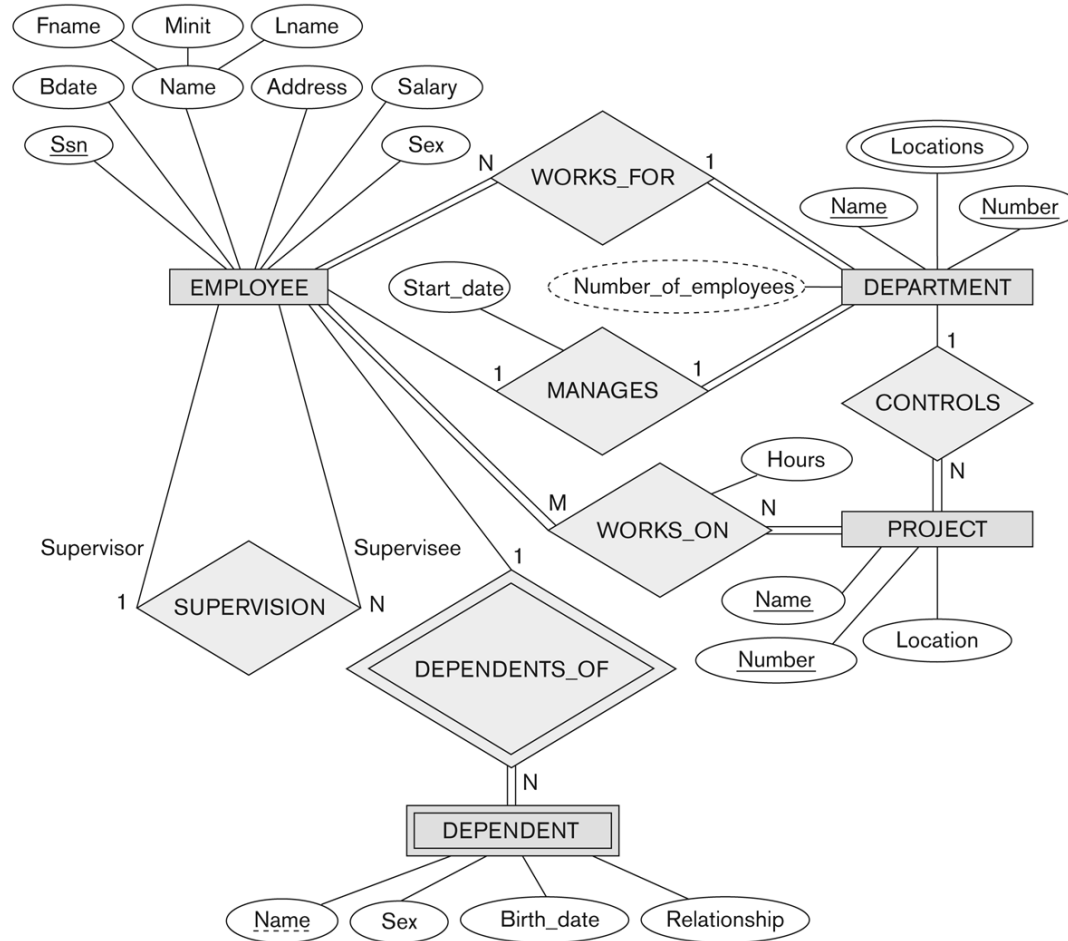 Fname
Minit
Lname
Bdate
Name
Address
Salary
Ssn
Sex
N
WORKS_FOR
1
Locations
Name
Number
EMPLOYEE
Start_date
Number_of_employees
DEPARTMENT
1
MANAGES
1
1
CONTROLS
N
Hours
M
WORKS_ON
N
PROJECT
Supervisor
Supervisee
1
SUPERVISION
N
1
Name
Number
Location
DEPENDENTS_OF
N
DEPENDENT
Name
Sex
Birth_date
Relationship